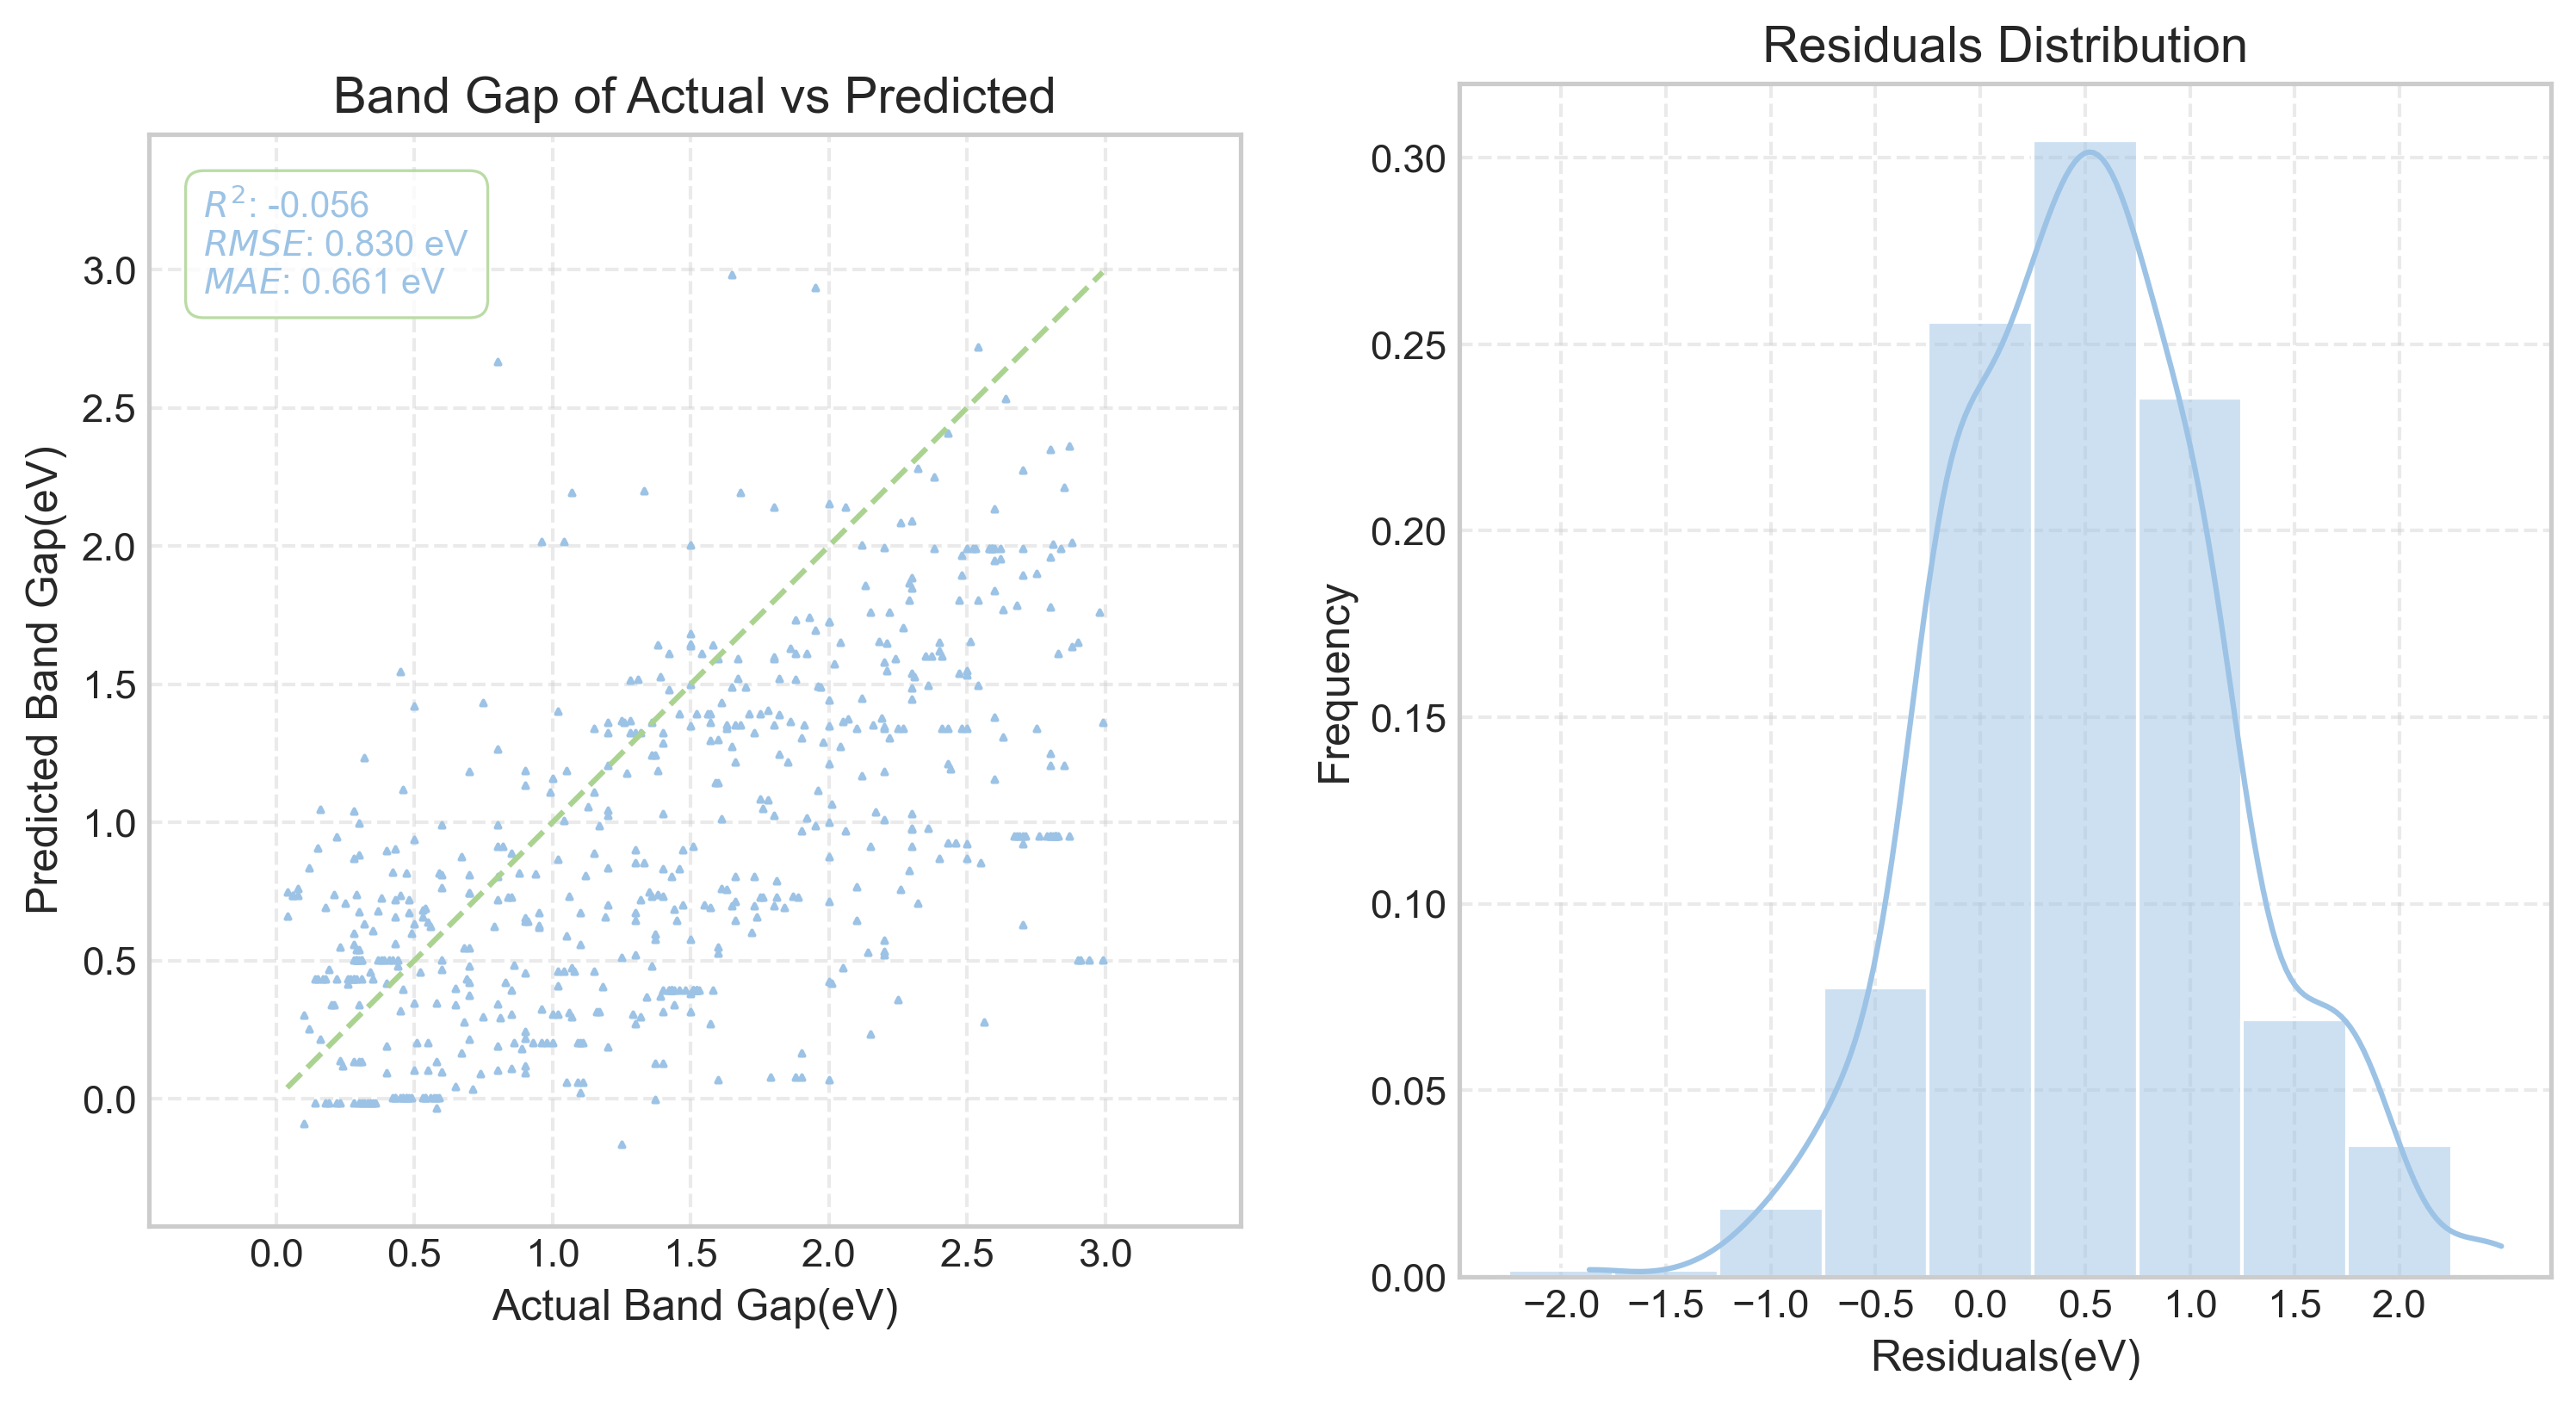 Band Gap of Actual vs Predicted
R²: -0.056
RMSE: 0.830 eV
MAE: 0.661 eV
3.0
2.5
2.0
1.5
1.0
0.5
0.0
Predicted Band Gap(eV)
0.0 0.5 1.0 1.5 2.0 2.5 3.0
Actual Band Gap(eV)
Residuals Distribution
0.30
0.25
0.20
0.15
0.10
0.05
0.00
Frequency
−2.0 −1.5 −1.0 −0.5 0.0 0.5 1.0 1.5 2.0
Residuals(eV)